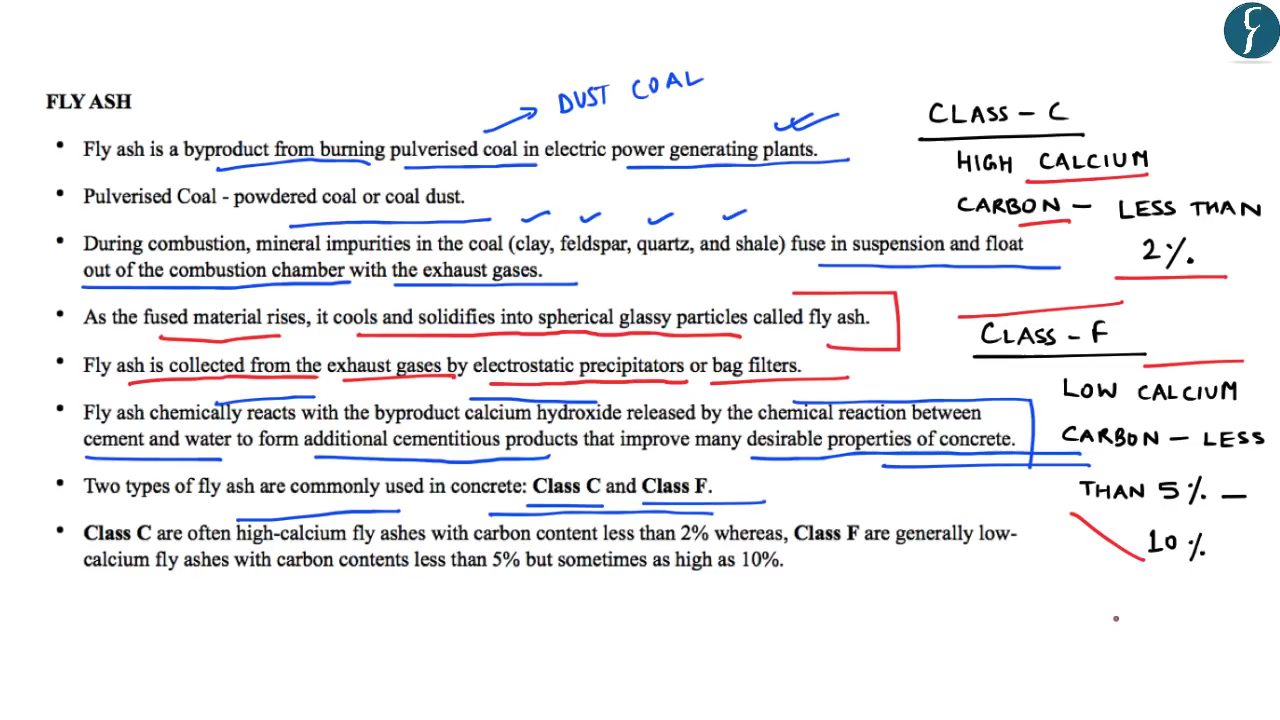 FLY ASH
DUST COAL
• Fly ash is a byproduct from burning pulverised coal in electric power generating plants.
• Pulverised Coal - powdered coal or coal dust.
• During combustion, mineral impurities in the coal (clay, feldspar, quartz, and shale) fuse in suspension and float
out of the combustion chamber with the exhaust gases.
• As the fused material rises, it cools and solidifies into spherical glassy particles called fly ash.
• Fly ash is collected from the exhaust gases by electrostatic precipitators or bag filters.
• Fly ash chemically reacts with the byproduct calcium hydroxide released by the chemical reaction between
cement and water to form additional cementitious products that improve many desirable properties of concrete.
• Two types of fly ash are commonly used in concrete: Class C and Class F.
• Class C are often high-calcium fly ashes with carbon content less than 2% whereas, Class F are generally low-
calcium fly ashes with carbon contents less than 5% but sometimes as high as 10%.
CLASS - C
HIGH CALCIUM
CARBON - LESS THAN
2%.
CLASS - F
LOW CALCIUM
CARBON - LESS
THAN 5% -
10%